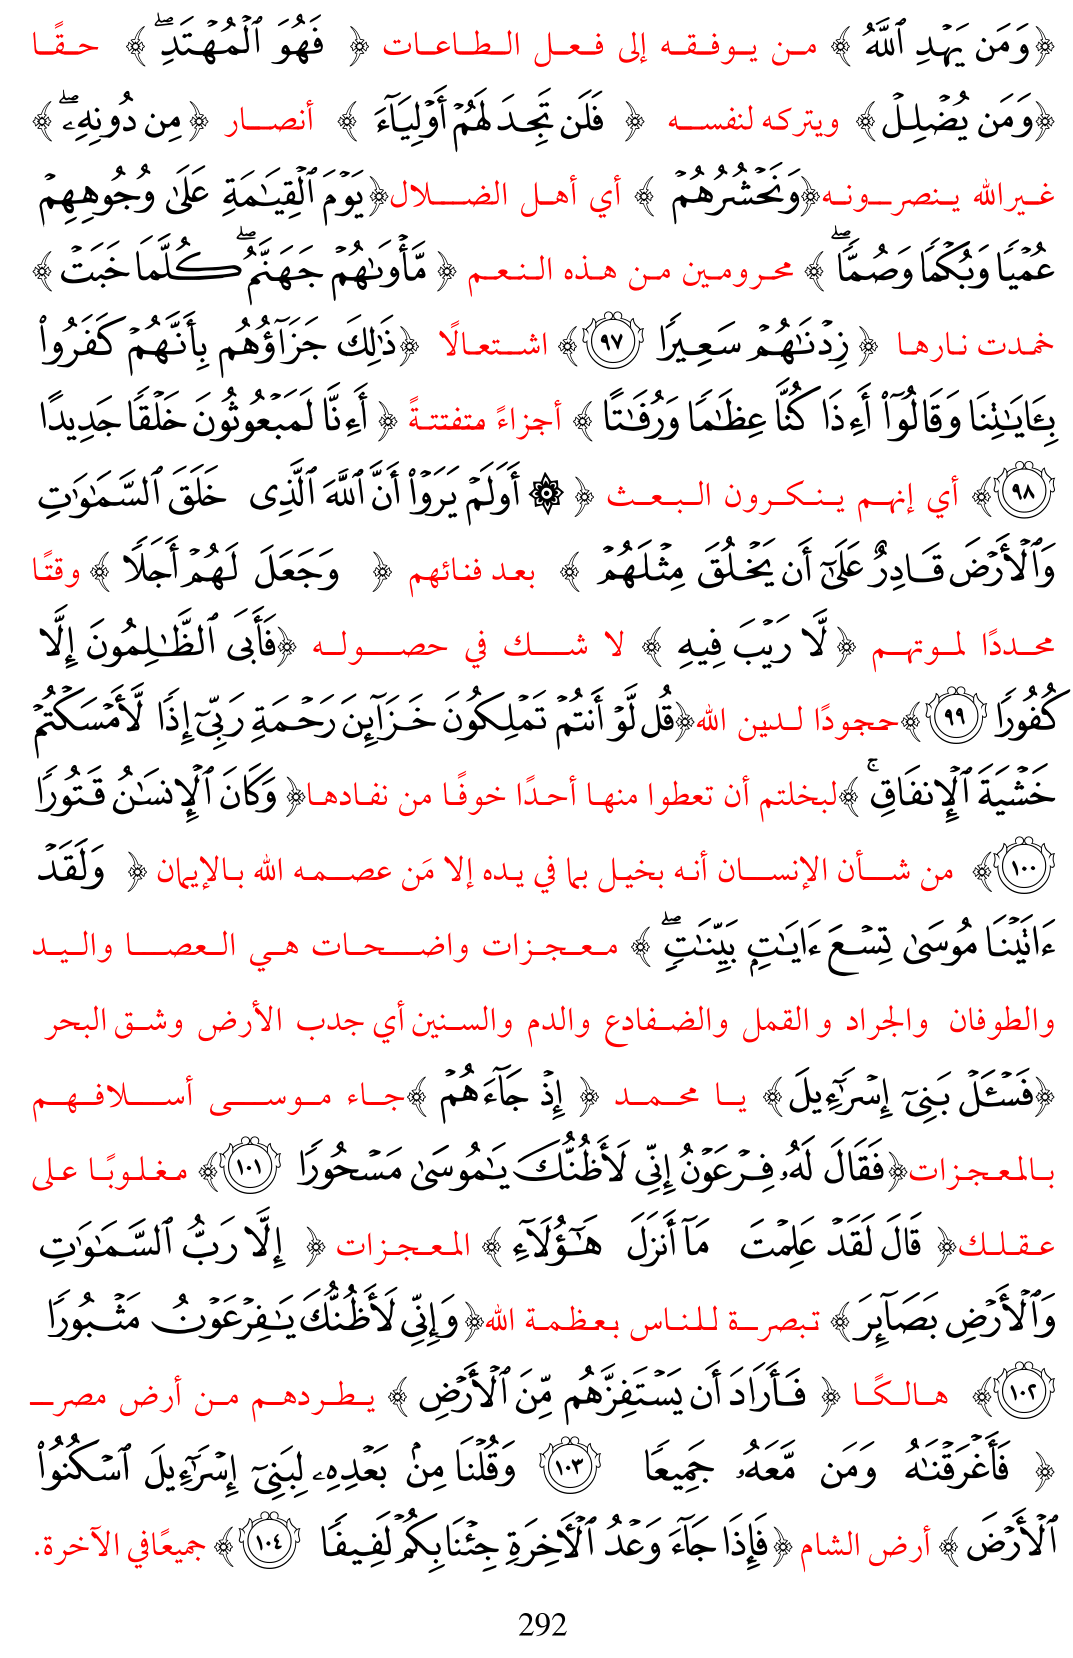 ﴿وَمَن يَهْدِ ٱللَّهُ ﴾ من يوفقه إلى فعل الطاعات ﴿ فَهُوَ ٱلْمُهْتَدِۖ ﴾ حقًا
﴿وَمَن يُضْلِلْ﴾ ويتركه لنفسه ﴿ فَلَن تَجِدَ لَهُمْ أَوْلِيَآءَ ﴾ أنصار ﴿مِن دُونِهِۦۖ﴾
غيرالله ينصرونه﴿وَنَحْشُرُهُمْ ﴾ أي أهل الضلال﴿يَوْمَ ٱلْقِيَٰمَةِ عَلَىٰ وُجُوهِهِمْ
عُمْيًا وَبُكْمًا وَصُمًّاۖ ﴾ محرومين من هذه النعم ﴿ مَّأْوَىٰهُمْ جَهَنَّمُۖ كُلَّمَا خَبَتْ ﴾
خمدت نارها ﴿ زِدْنَٰهُمْ سَعِيرًا ٩٧ ﴾ اشتعالًا ﴿ذَٰلِكَ جَزَآؤُهُم بِأَنَّهُمْ كَفَرُوا۟
بِـَٔايَٰتِنَا وَقَالُوٓا۟ أَءِذَا كُنَّا عِظَٰمًا وَرُفَٰتًا ﴾ أجزاءً متفتتةً ﴿ أَءِنَّا لَمَبْعُوثُونَ خَلْقًا جَدِيدًا
٩٨ ﴾ أي إنهم ينكرون البعث ﴿ ۞ أَوَلَمْ يَرَوْا۟ أَنَّ ٱللَّهَ ٱلَّذِى خَلَقَ ٱلسَّمَٰوَٰتِ
وَٱلْأَرْضَ قَادِرٌ عَلَىٰٓ أَن يَخْلُقَ مِثْلَهُمْ ﴾ بعد فنائهم ﴿ وَجَعَلَ لَهُمْ أَجَلًا ﴾ وقتًا
محددًا لموتهم ﴿ لَّا رَيْبَ فِيهِ ﴾ لا شك في حصوله ﴿فَأَبَى ٱلظَّٰلِمُونَ إِلَّا
كُفُورًا ٩٩ ﴾حجودًا لدين الله﴿قُل لَّوْ أَنتُمْ تَمْلِكُونَ خَزَآئِنَ رَحْمَةِ رَبِّىٓ إِذًا لَّأَمْسَكْتُمْ
خَشْيَةَ ٱلْإِنفَاقِۚ ﴾لبخلتم أن تعطوا منها أحدًا خوفًا من نفادها﴿ وَكَانَ ٱلْإِنسَٰنُ قَتُورًا
١٠٠ ﴾ من شأن الإنسان أنه بخيل بما في يده إلا مَن عصمه الله بالإيمان ﴿ وَلَقَدْ
ءَاتَيْنَا مُوسَىٰ تِسْعَ ءَايَٰتٍۭ بَيِّنَٰتٍۖ ﴾ معجزات واضحات هي العصا واليد
والطوفان والجراد و القمل والضفادع والدم والسنين أي جدب الأرض وشق البحر
﴿فَسْـَٔلْ بَنِىٓ إِسْرَٰٓءِيلَ﴾ يا محمد ﴿ إِذْ جَآءَهُمْ ﴾جاء موسى أسلافهم
بالمعجزات﴿فَقَالَ لَهُۥ فِرْعَوْنُ إِنِّى لَأَظُنُّكَ يَٰمُوسَىٰ مَسْحُورًا ١٠١ ﴾ مغلوبًا على
عقلك﴿ قَالَ لَقَدْ عَلِمْتَ مَآ أَنزَلَ هَٰٓؤُلَآءِ ﴾ المعجزات ﴿ إِلَّا رَبُّ ٱلسَّمَٰوَٰتِ
وَٱلْأَرْضِ بَصَآئِرَ﴾ تبصرة للناس بعظمة الله﴿وَإِنِّى لَأَظُنُّكَ يَٰفِرْعَوْنُ مَثْبُورًا
١٠٢ ﴾ هالكًا ﴿ فَأَرَادَ أَن يَسْتَفِزَّهُم مِّنَ ٱلْأَرْضِ ﴾ يطردهم من أرض مصر
﴿ فَأَغْرَقْنَٰهُ وَمَن مَّعَهُۥ جَمِيعًا ١٠٣ وَقُلْنَا مِنۢ بَعْدِهِۦ لِبَنِىٓ إِسْرَٰٓءِيلَ ٱسْكُنُوا۟
ٱلْأَرْضَ ﴾ أرض الشام ﴿فَإِذَا جَآءَ وَعْدُ ٱلْـَٔاخِرَةِ جِئْنَا بِكُمْ لَفِيفًا ١٠٤ ﴾ جميعًافي الآخرة.
292